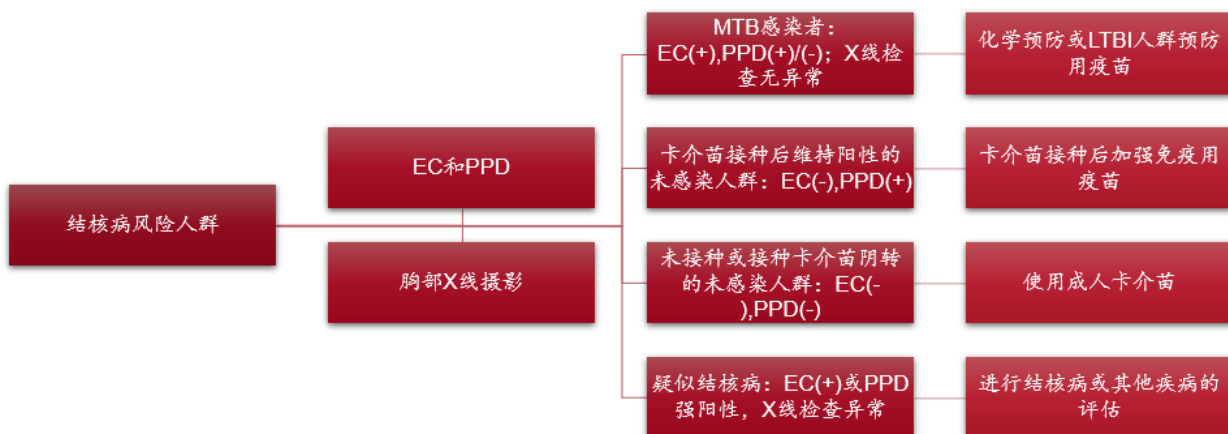 结核病风险人群
EC和PPD
胸部X线摄影
MTB感染者：
EC(+),PPD(+)/(-)；X线检
查无异常
化学预防或LTBI人群预防
用疫苗
卡介苗接种后维持阳性的
未感染人群：EC(-),PPD(+)
卡介苗接种后加强免疫用
疫苗
未接种或接种卡介苗阴转
的未感染人群：EC(-
),PPD(-)
使用成人卡介苗
疑似结核病：EC(+)或PPD
强阳性，X线检查异常
进行结核病或其他疾病的
评估